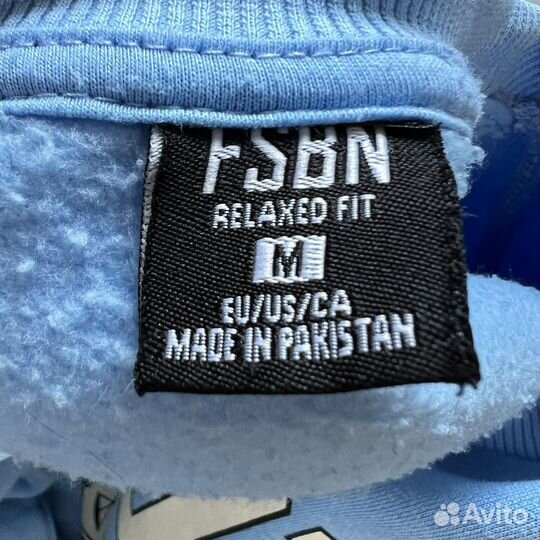 FSBN
RELAXED FIT
M
EU/US/CA
MADE IN PAKISTAN
Avito